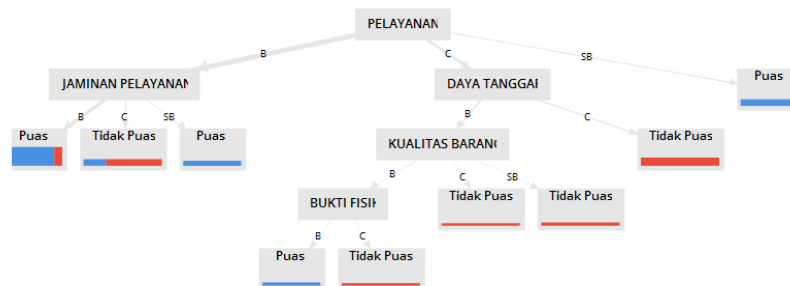 PELAYANAN
B
C
SB
JAMINAN PELAYANAN
DAYA TANGGAP
Puas
B
C
SB
B
C
Puas
Tidak Puas
Puas
KUALITAS BARANG
Tidak Puas
B
C
SB
BUKTI FISIK
Tidak Puas
Tidak Puas
B
C
Puas
Tidak Puas